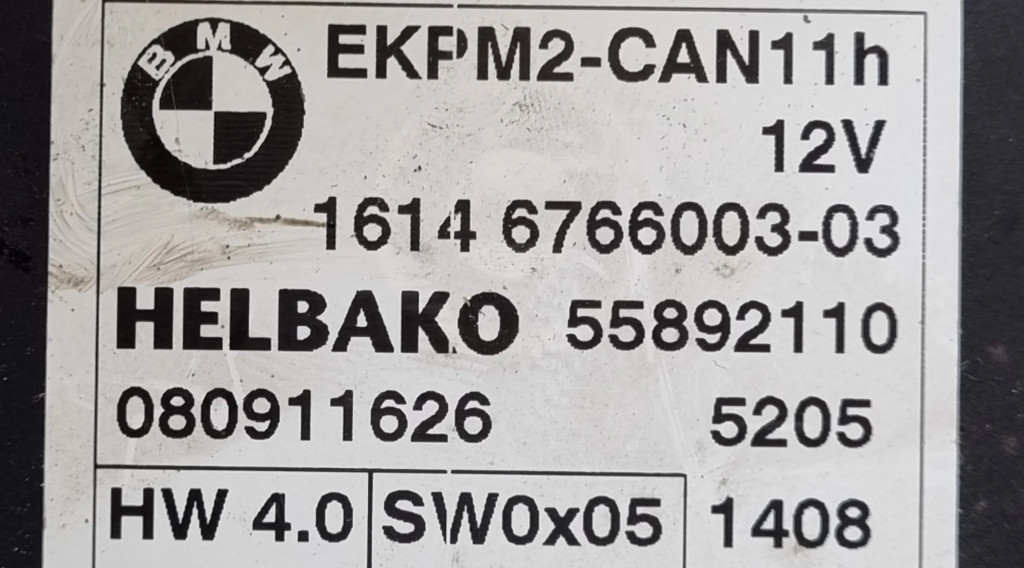 BMW
EKPM2-CAN11h
12V
1614 6766003-03
HELBAKO 55892110
080911626 5205
HW 4.0 SW0x05 1408